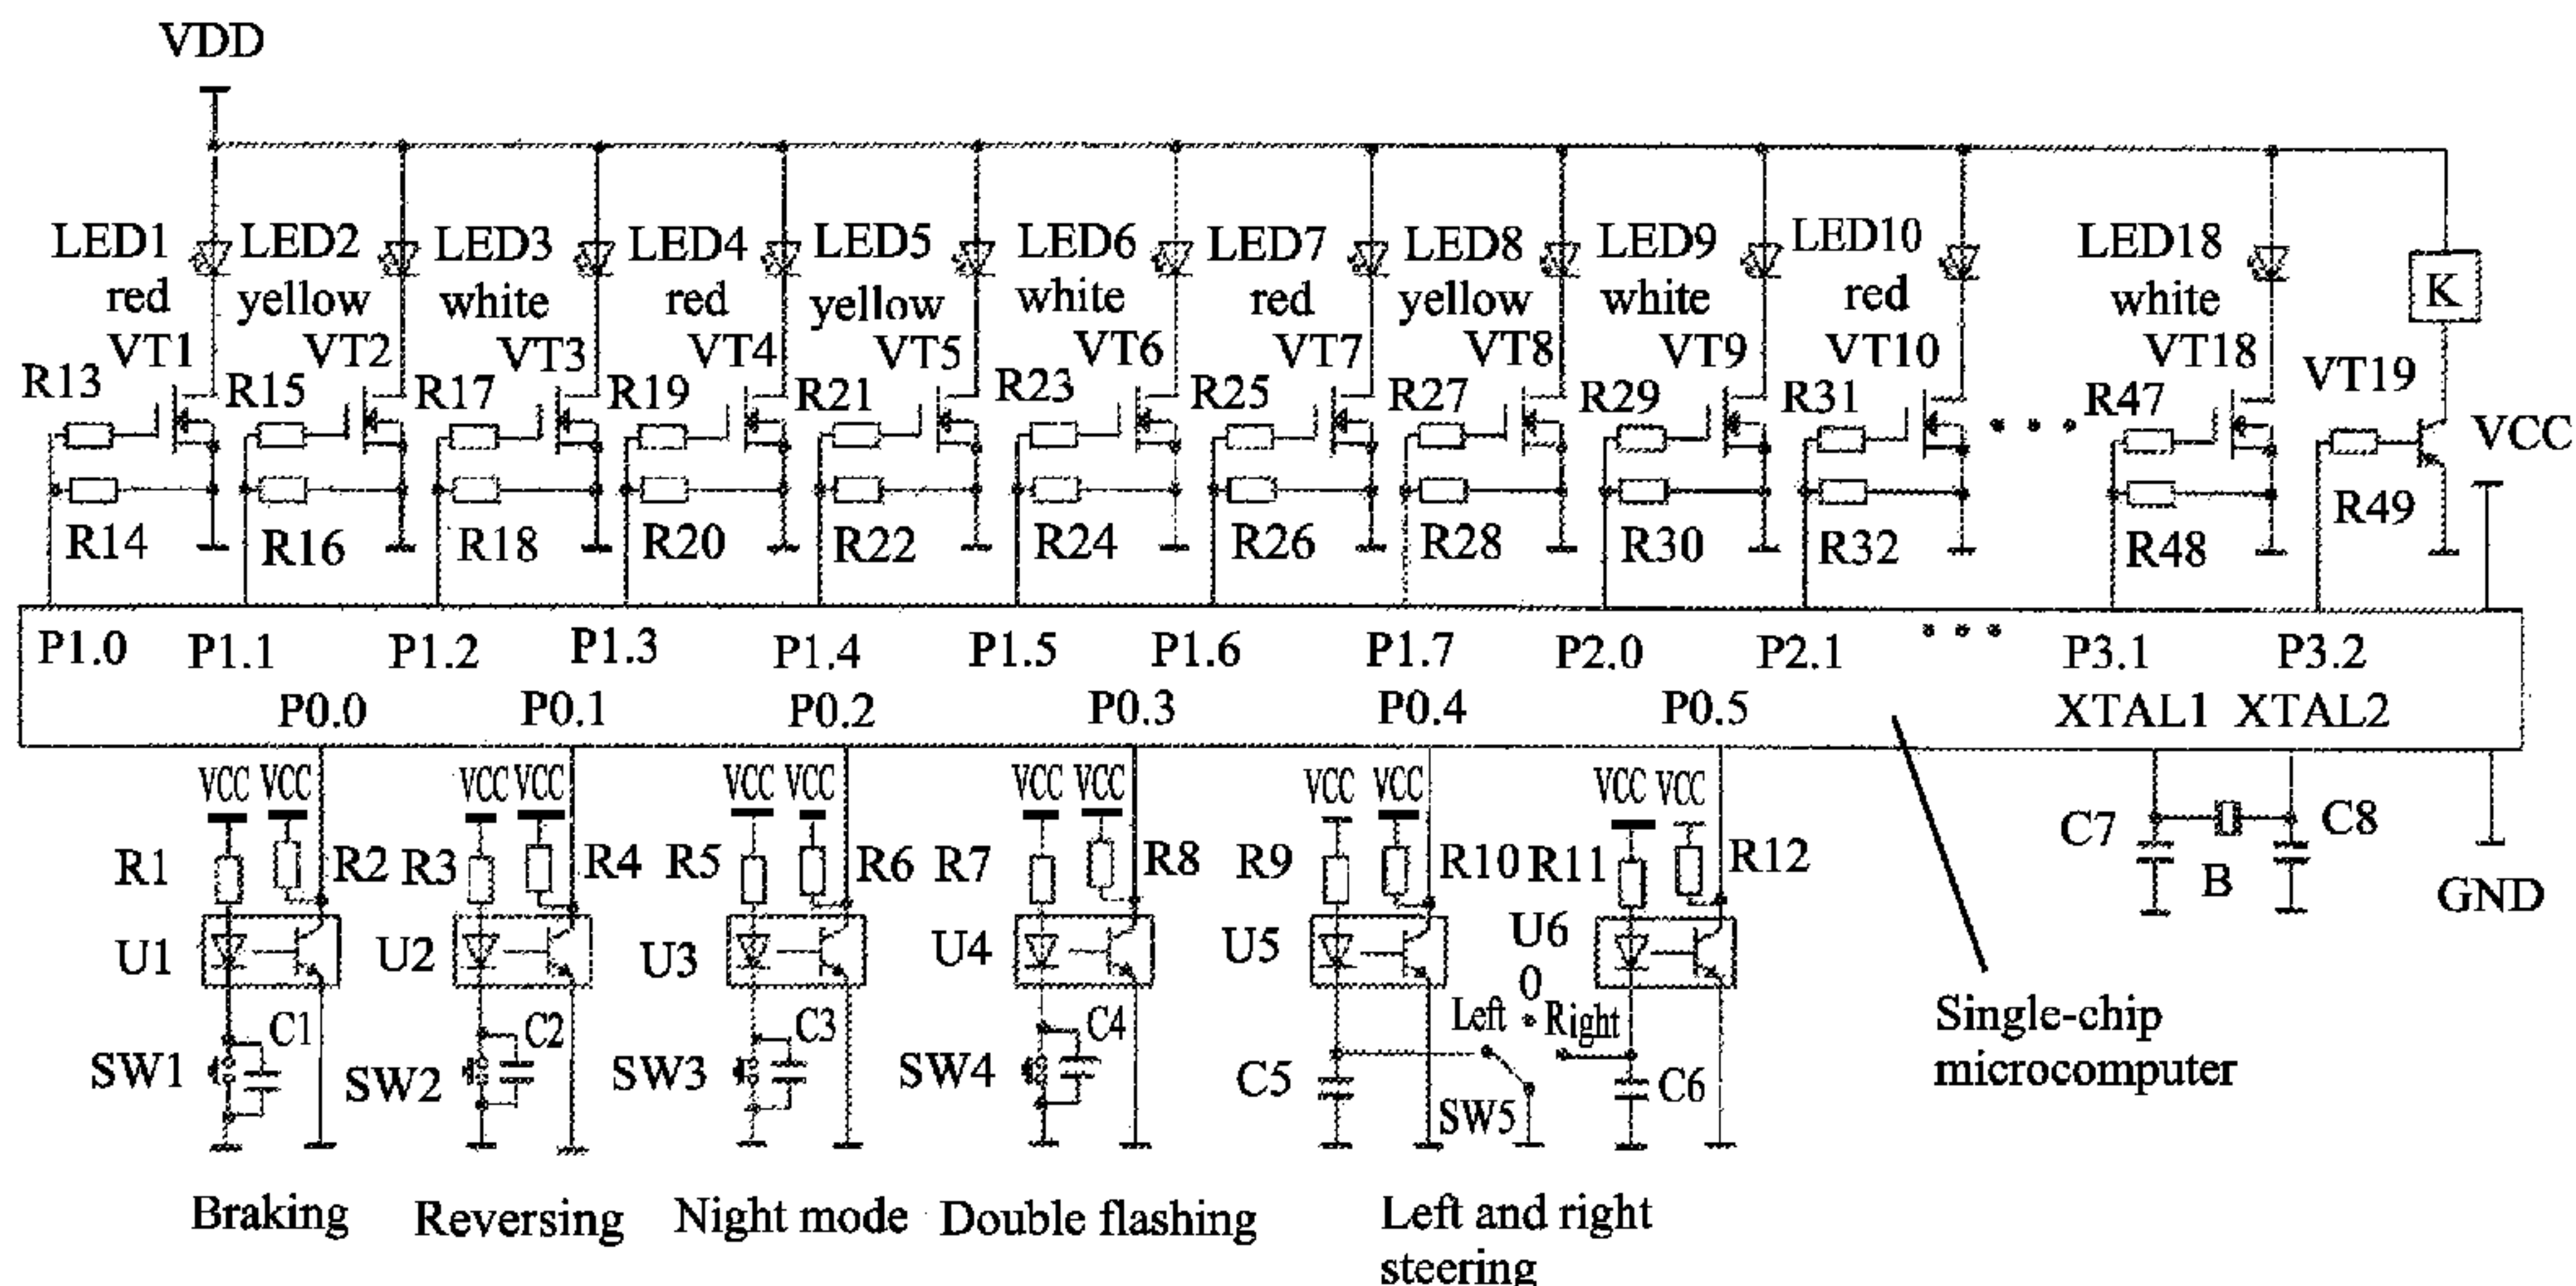 VDD
LED1 LED2 LED3 LED4 LED5 LED6 LED7 LED8 LED9 LED10 LED18
red yellow white red yellow white red yellow white red white K
VT1 VT2 VT3 VT4 VT5 VT6 VT7 VT8 VT9 VT10 VT18 VT19
R13 R15 R17 R19 R21 R23 R25 R27 R29 R31 • • • R47 VCC
R14 R16 R18 R20 R22 R24 R26 R28 R30 R32 R48 R49
P1.0 P1.1 P1.2 P1.3 P1.4 P1.5 P1.6 P1.7 P2.0 P2.1 • • • P3.1 P3.2
P0.0 P0.1 P0.2 P0.3 P0.4 P0.5 XTAL1 XTAL2
VCC VCC VCC VCC VCC VCC VCC VCC VCC VCC VCC VCC
R1 R2 R3 R4 R5 R6 R7 R8 R9 R10 R11 R12 C7 B C8
GND
U1 U2 U3 U4 U5 U6
0
C1 C2 C3 C4 Left Right
SW1 SW2 SW3 SW4 C5 SW5 C6
Single-chip
microcomputer
Braking Reversing Night mode Double flashing Left and right
steering